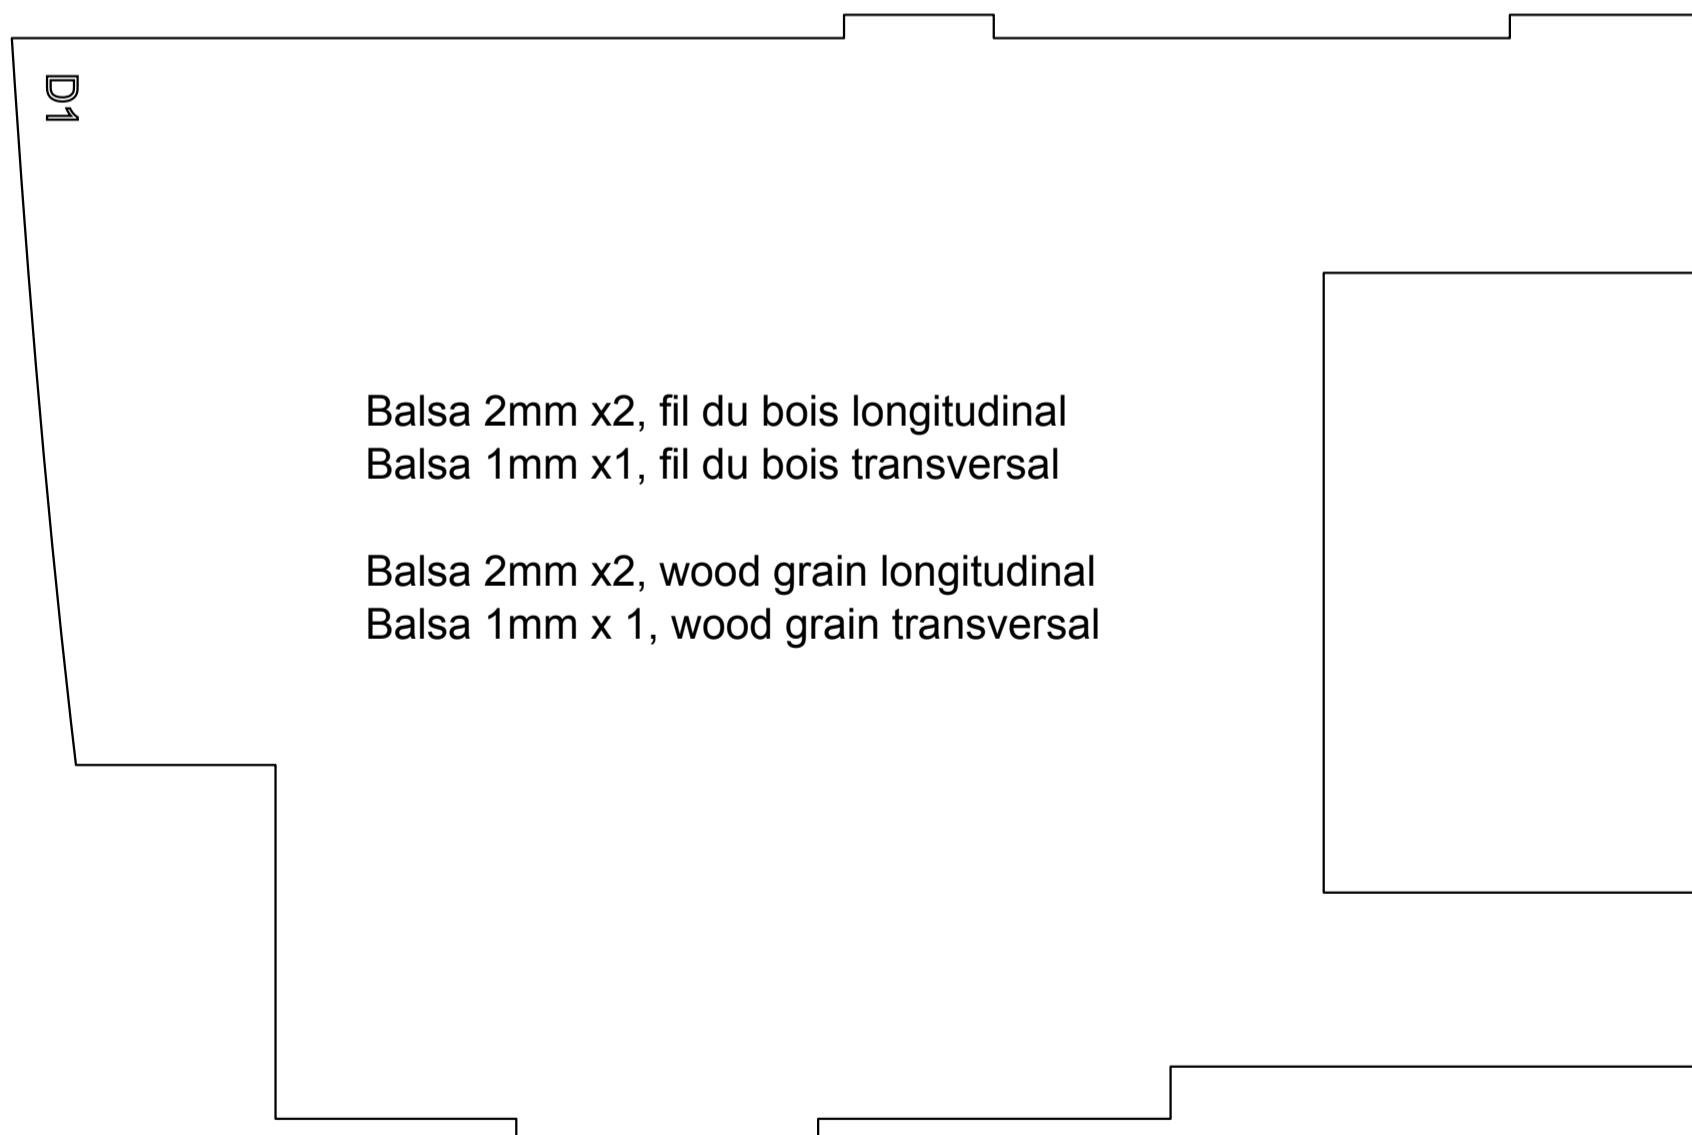 D1
Balsa 2mm x2, fil du bois longitudinal
Balsa 1mm x1, fil du bois transversal
Balsa 2mm x2, wood grain longitudinal
Balsa 1mm x 1, wood grain transversal